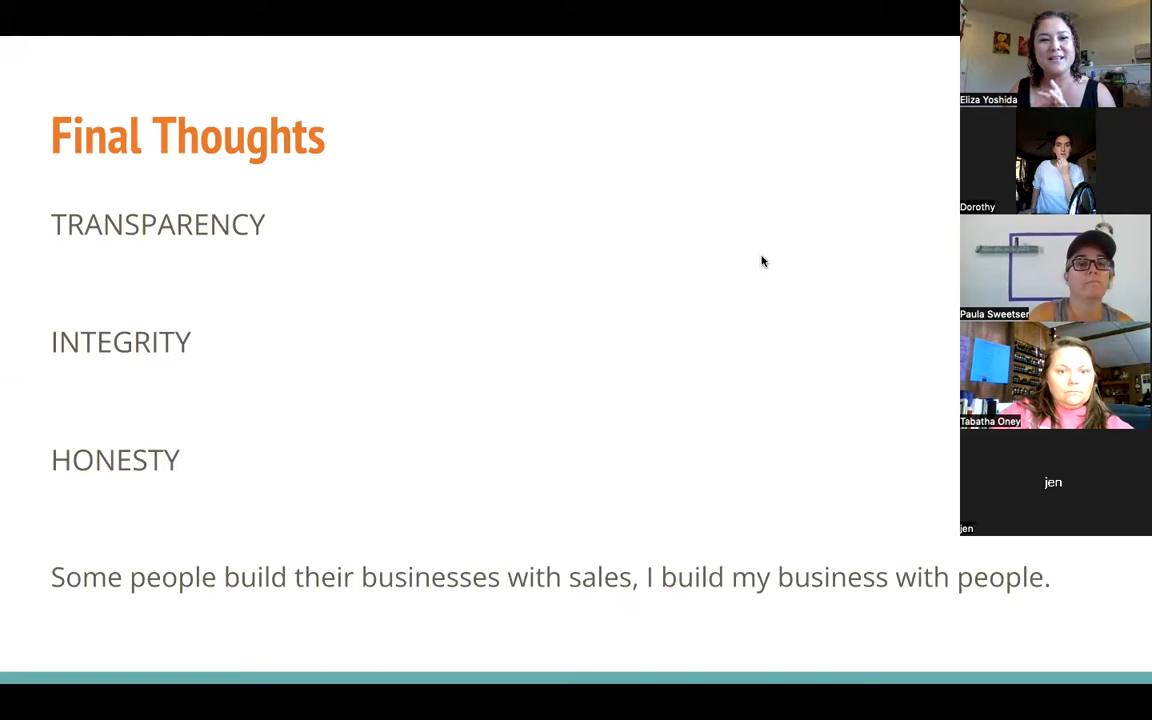 Final Thoughts
TRANSPARENCY
INTEGRITY
HONESTY
Some people build their businesses with sales, I build my business with people.
Eliza Yoshida
Dorothy
Paula Sweetser
Tabatha Oney
jen
jen